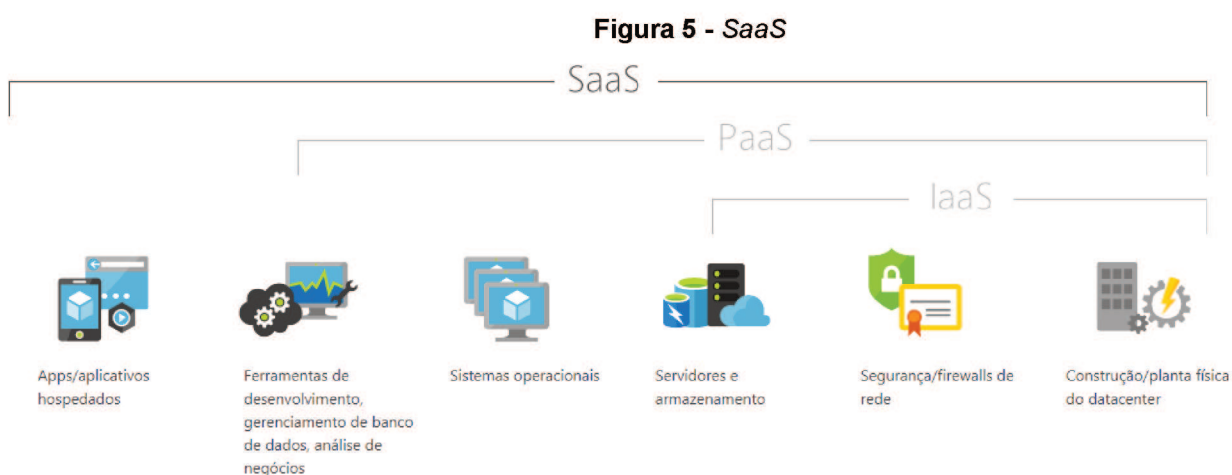 Figura 5 - SaaS
SaaS
PaaS
IaaS
Apps/aplicativos
hospedados
Ferramentas de
desenvolvimento,
gerenciamento de banco
de dados, análise de
negócios
Sistemas operacionais
Servidores e
armazenamento
Segurança/firewalls de
rede
Construção/planta física
do datacenter